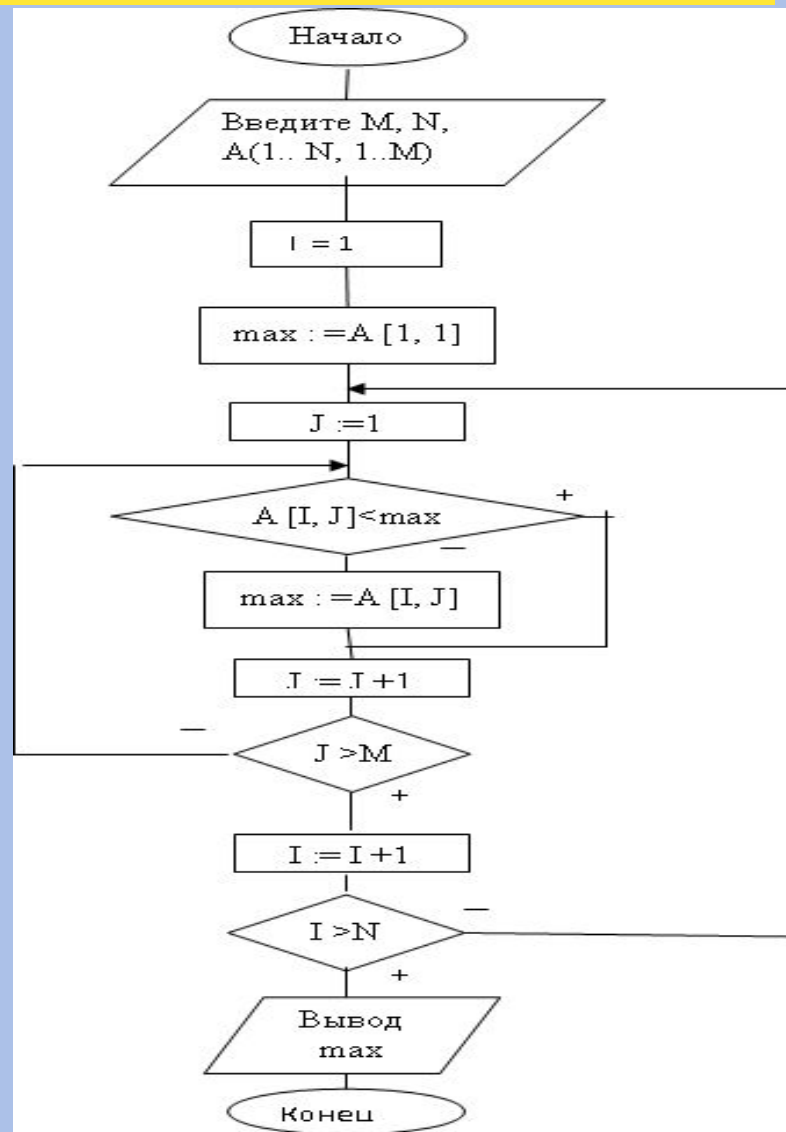 Начало
Введите M, N,
A(1.. N, 1..M)
I = 1
max : =A [1, 1]
J :=1
A [I, J]<max
+
—
max : =A [I, J]
J := J +1
—
J >M
+
I := I +1
—
I >N
+
Вывод
max
Конец